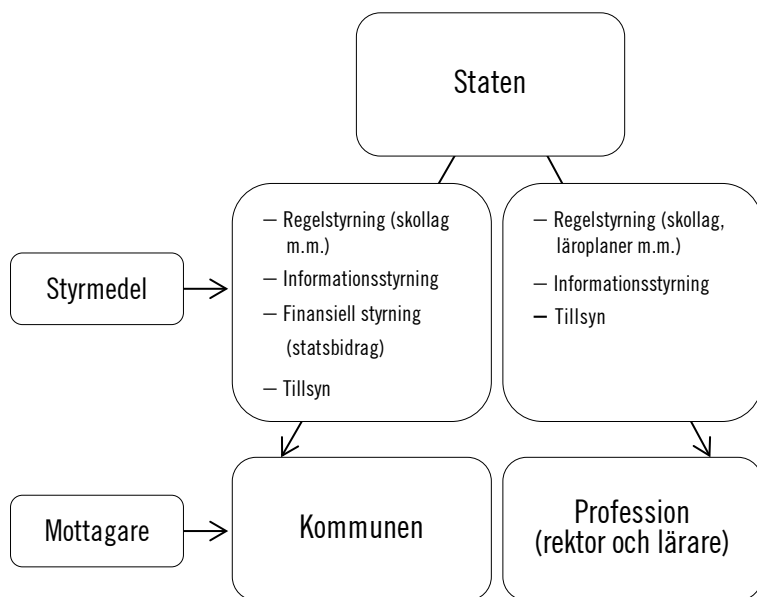 Staten
Styrmedel
– Regelstyrning (skollag
m.m.)
– Informationsstyrning
– Finansiell styrning
(statsbidrag)
– Tillsyn
– Regelstyrning (skollag,
läroplaner m.m.)
– Informationsstyrning
– Tillsyn
Mottagare
Kommunen
Profession
(rektor och lärare)